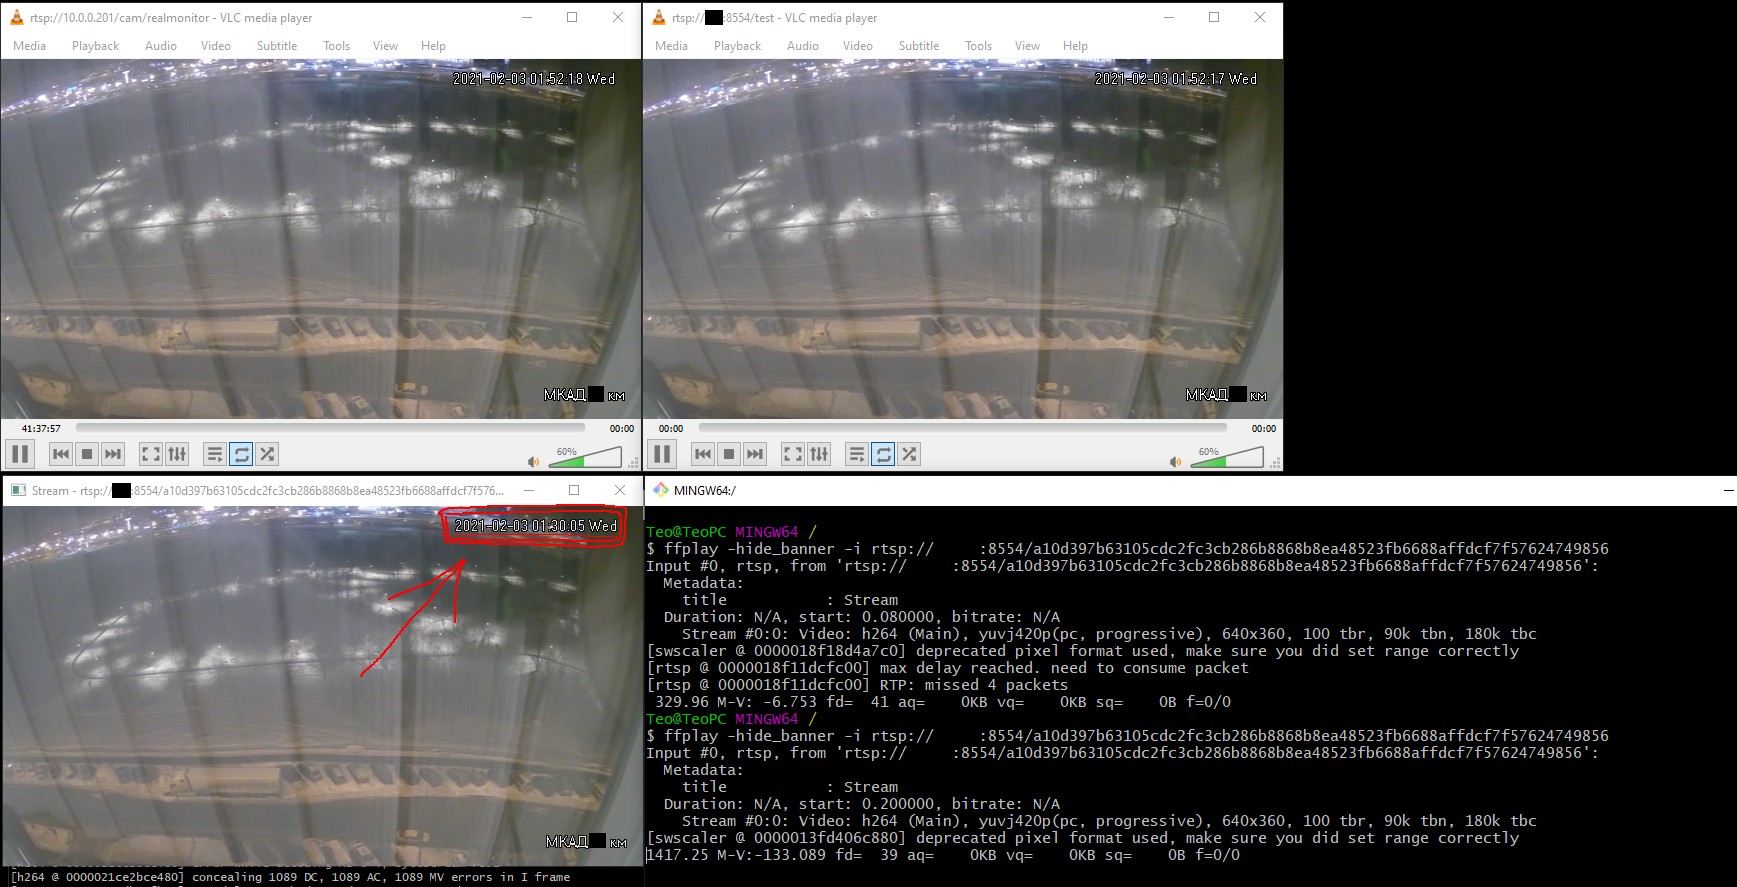 rtsp://10.0.0.201/cam/realmonitor - VLC media player
Media Playback Audio Video Subtitle Tools View Help
2021-02-03 01:52:18 Wed
МКАД км
41:37:57 00:00
60%
rtsp:// :8554/test - VLC media player
Media Playback Audio Video Subtitle Tools View Help
2021-02-03 01:52:17 Wed
МКАД км
00:00 00:00
60%
Stream - rtsp:// :8554/a10d397b63105cdc2fc3cb286b8868b8ea48523fb6688affdcf7f576...
2021-02-03 01:30:05 Wed
МКАД км
[h264 @ 0000021ce2bce480] concealing 1089 DC, 1089 AC, 1089 MV errors in I frame
MINGW64:/
Teo@TeoPC MINGW64 /
$ ffplay -hide_banner -i rtsp:// :8554/a10d397b63105cdc2fc3cb286b8868b8ea48523fb6688affdcf7f57624749856
Input #0, rtsp, from 'rtsp:// :8554/a10d397b63105cdc2fc3cb286b8868b8ea48523fb6688affdcf7f57624749856':
Metadata:
title : Stream
Duration: N/A, start: 0.080000, bitrate: N/A
Stream #0:0: Video: h264 (Main), yuvj420p(pc, progressive), 640x360, 100 tbr, 90k tbn, 180k tbc
[swscaler @ 0000018f18d4a7c0] deprecated pixel format used, make sure you did set range correctly
[rtsp @ 0000018f11dcfc00] max delay reached. need to consume packet
[rtsp @ 0000018f11dcfc00] RTP: missed 4 packets
329.96 M-V: -6.753 fd= 41 aq= 0KB vq= 0KB sq= 0B f=0/0
Teo@TeoPC MINGW64 /
$ ffplay -hide_banner -i rtsp:// :8554/a10d397b63105cdc2fc3cb286b8868b8ea48523fb6688affdcf7f57624749856
Input #0, rtsp, from 'rtsp:// :8554/a10d397b63105cdc2fc3cb286b8868b8ea48523fb6688affdcf7f57624749856':
Metadata:
title : Stream
Duration: N/A, start: 0.200000, bitrate: N/A
Stream #0:0: Video: h264 (Main), yuvj420p(pc, progressive), 640x360, 100 tbr, 90k tbn, 180k tbc
[swscaler @ 0000013fd406c880] deprecated pixel format used, make sure you did set range correctly
1417.25 M-V:-133.089 fd= 39 aq= 0KB vq= 0KB sq= 0B f=0/0